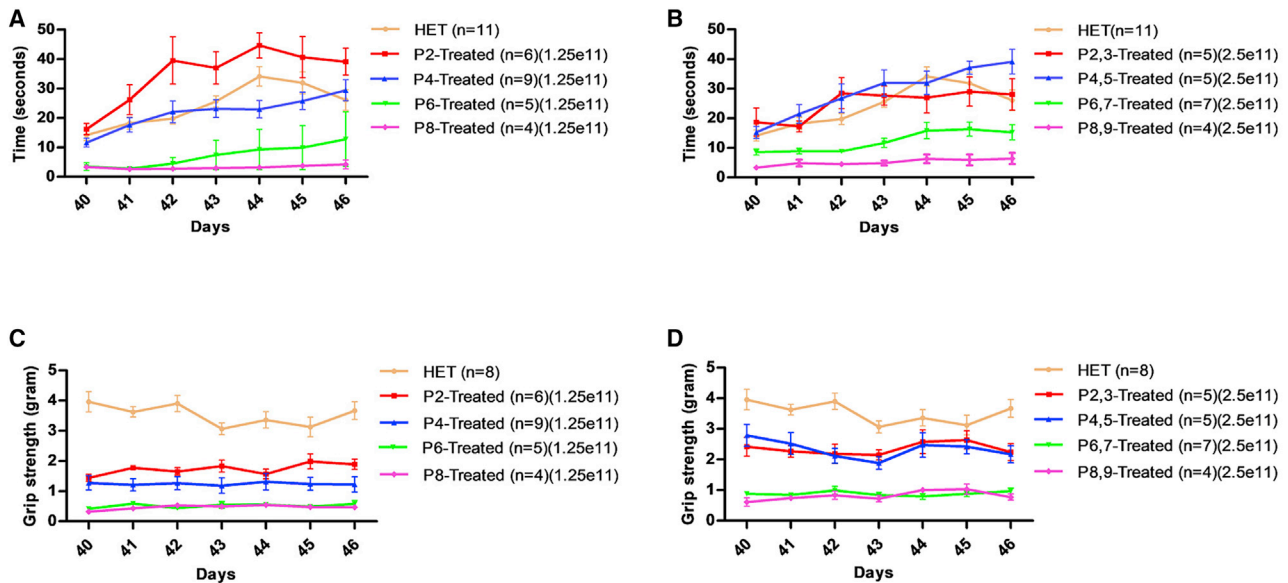 A
Time (seconds)
50
40
30
20
10
0
40
41
42
43
44
45
46
Days
HET (n=11)
P2-Treated (n=6)(1.25e11)
P4-Treated (n=9)(1.25e11)
P6-Treated (n=5)(1.25e11)
P8-Treated (n=4)(1.25e11)
B
Time (seconds)
50
40
30
20
10
0
40
41
42
43
44
45
46
Days
HET(n=11)
P2,3-Treated (n=5)(2.5e11)
P4,5-Treated (n=5)(2.5e11)
P6,7-Treated (n=7)(2.5e11)
P8,9-Treated (n=4)(2.5e11)
C
Grip strength (gram)
5
4
3
2
1
0
40
41
42
43
44
45
46
Days
HET (n=8)
P2-Treated (n=6)(1.25e11)
P4-Treated (n=9)(1.25e11)
P6-Treated (n=5)(1.25e11)
P8-Treated (n=4)(1.25e11)
D
Grip strength (gram)
5
4
3
2
1
0
40
41
42
43
44
45
46
Days
HET (n=8)
P2,3-Treated (n=5)(2.5e11)
P4,5-Treated (n=5)(2.5e11)
P6,7-Treated (n=7)(2.5e11)
P8,9-Treated (n=4)(2.5e11)